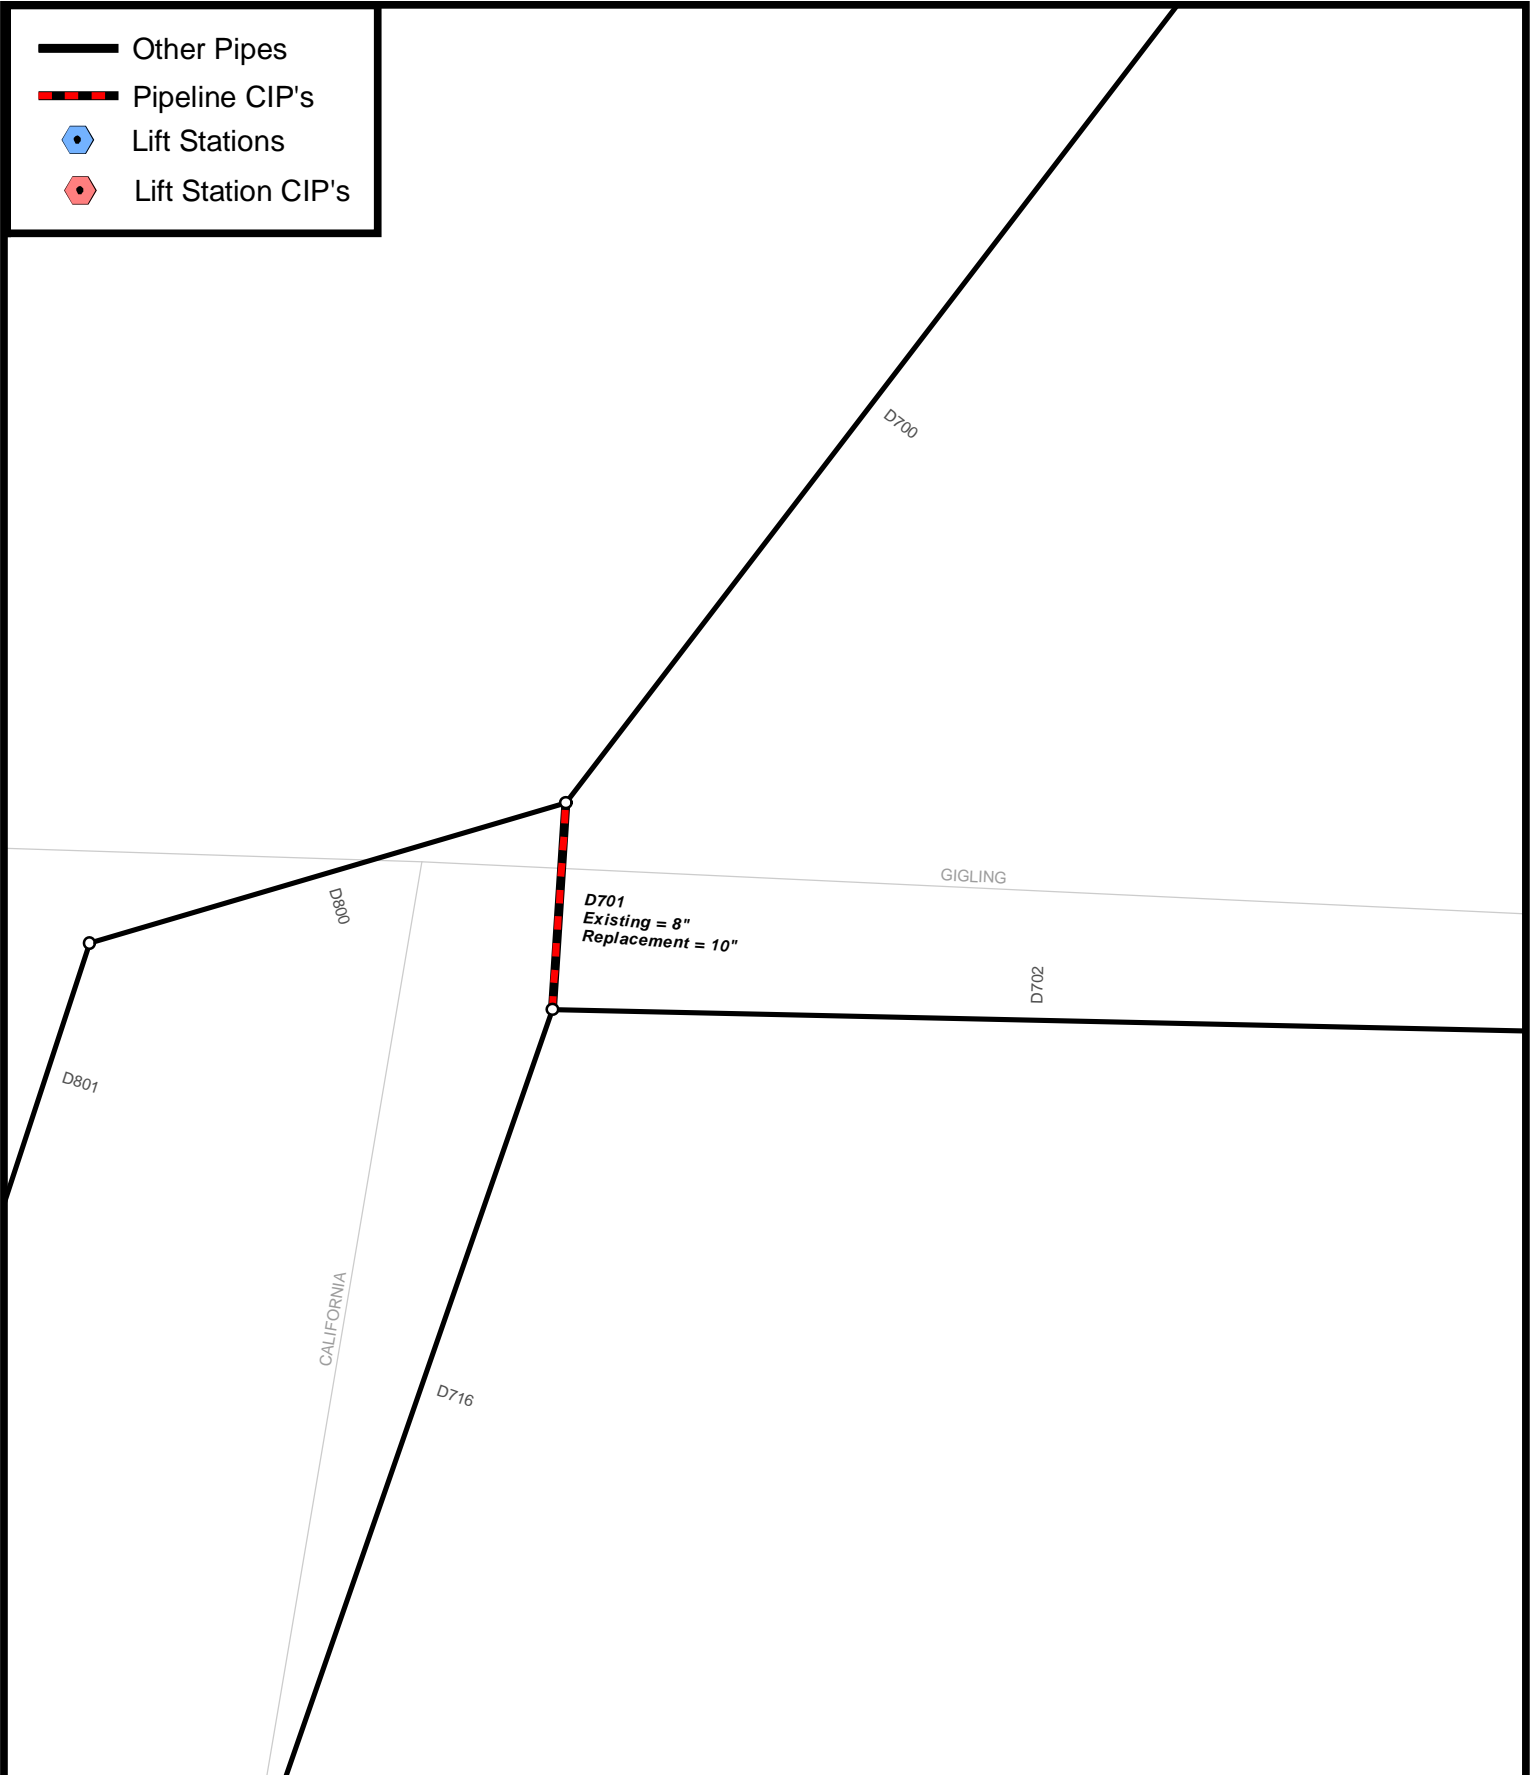 Other Pipes
Pipeline CIP's
Lift Stations
Lift Station CIP's
D700
GIGLING
D800
D701
Existing = 8"
Replacement = 10"
D702
D801
CALIFORNIA
D716